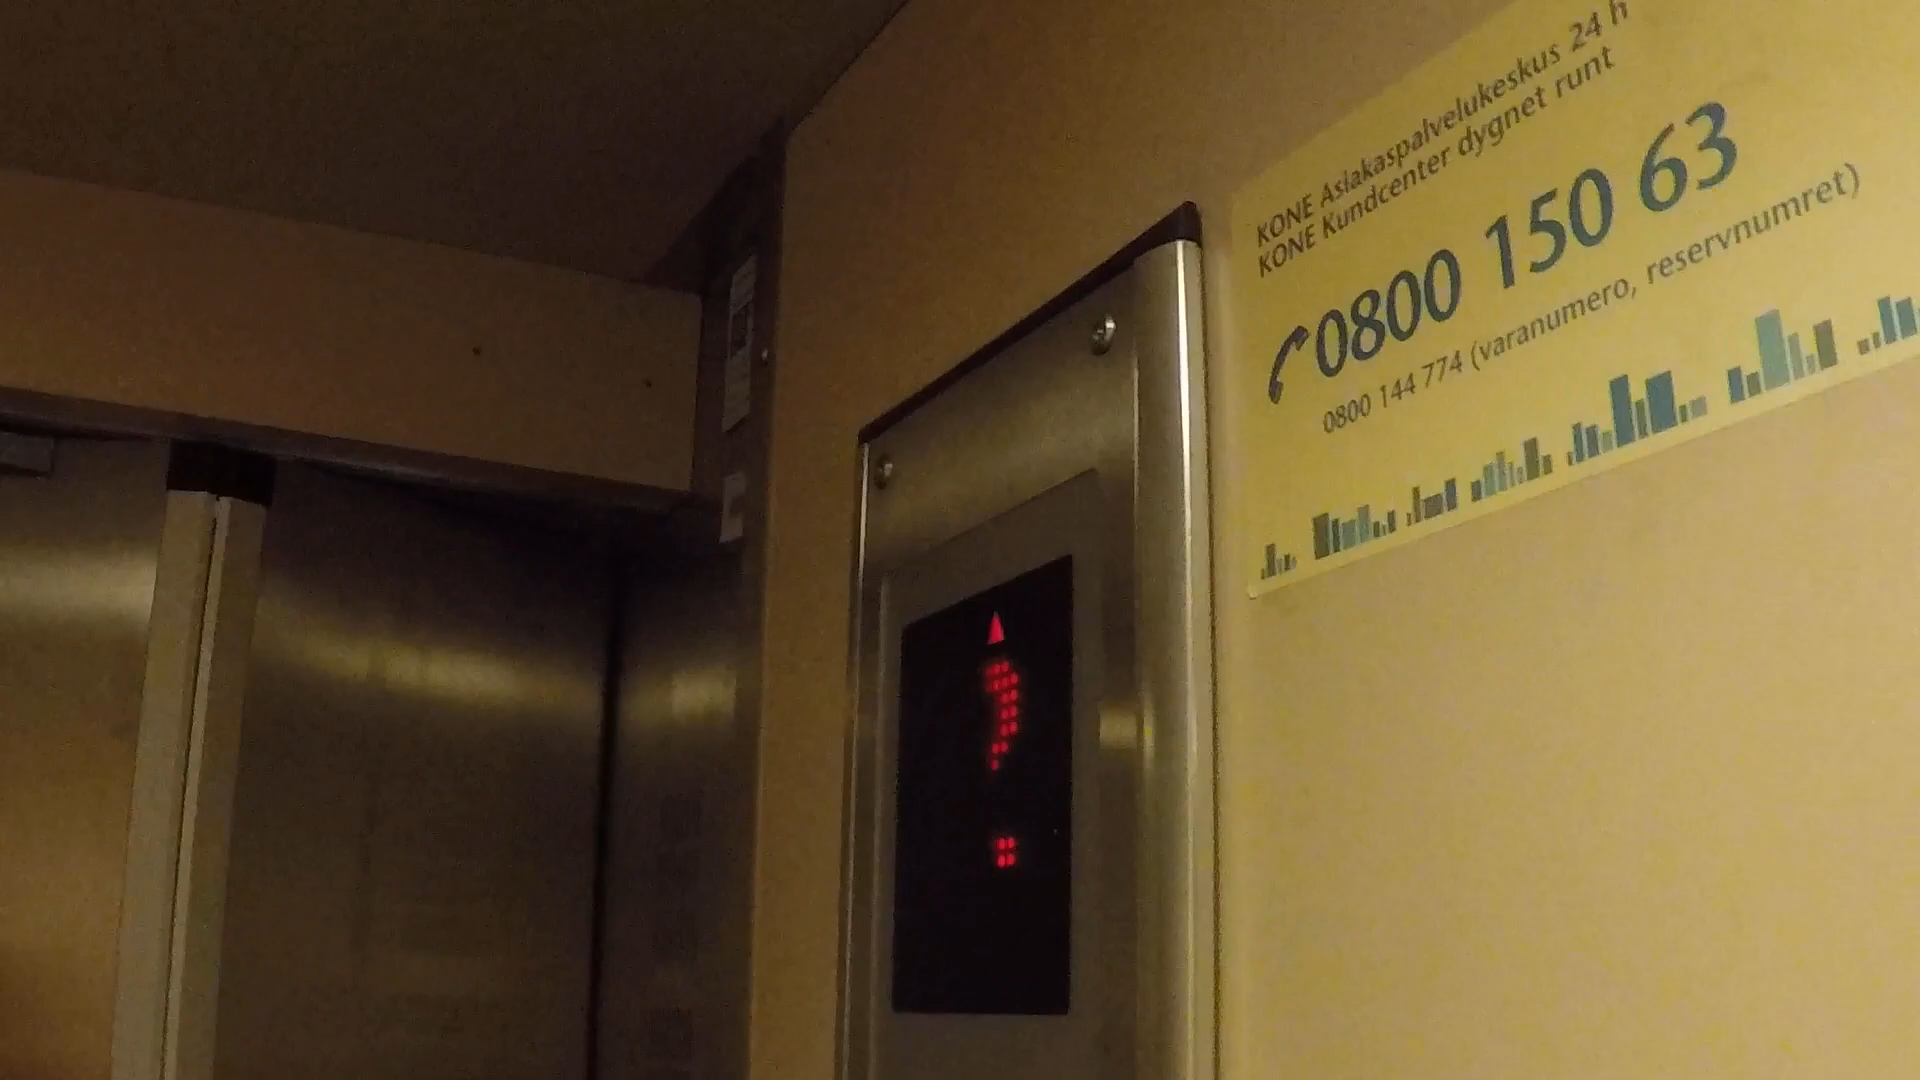 KONE Asiakaspalvelukeskus 24 h
KONE Kundcenter dygnet runt
0800 150 63
0800 144 774 (varanumero, reservnumret)